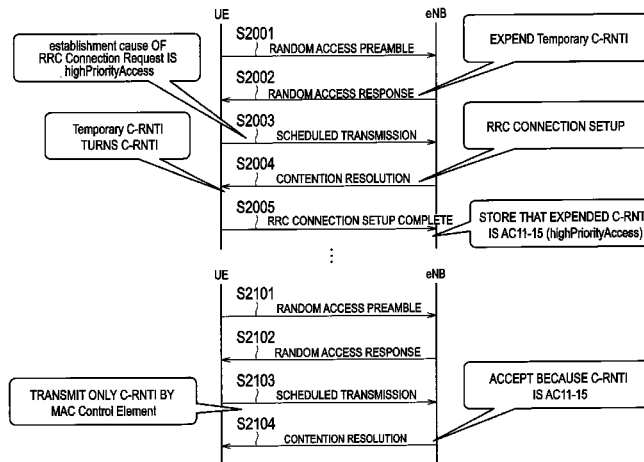 UE
eNB
S2001
RANDOM ACCESS PREAMBLE
establishment cause OF
RRC Connection Request IS
highPriorityAccess
EXPEND Temporary C-RNTI
S2002
RANDOM ACCESS RESPONSE
S2003
SCHEDULED TRANSMISSION
Temporary C-RNTI
TURNS C-RNTI
RRC CONNECTION SETUP
S2004
CONTENTION RESOLUTION
S2005
RRC CONNECTION SETUP COMPLETE
STORE THAT EXPENDED C-RNTI
IS AC11-15 (highPriorityAccess)
UE
eNB
S2101
RANDOM ACCESS PREAMBLE
S2102
RANDOM ACCESS RESPONSE
S2103
SCHEDULED TRANSMISSION
TRANSMIT ONLY C-RNTI BY
MAC Control Element
ACCEPT BECAUSE C-RNTI
IS AC11-15
S2104
CONTENTION RESOLUTION